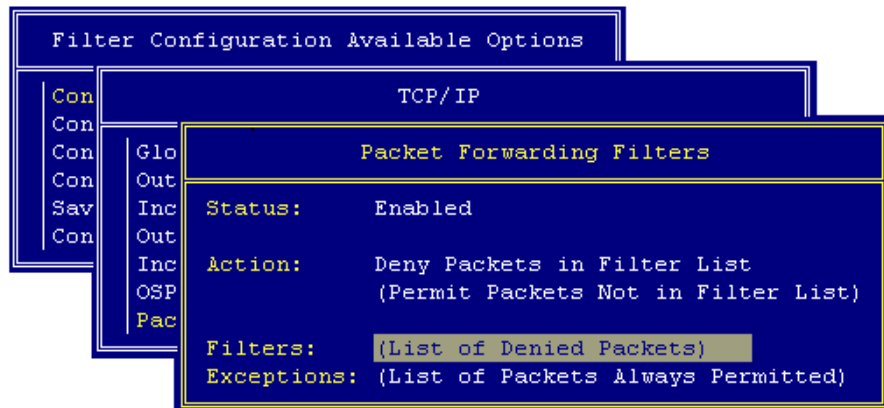 Filter Configuration Available Options
Con
Con
Con
Con
Sav
Con
TCP/IP
Glo
Out
Inc
Out
Inc
OSP
Pac
Packet Forwarding Filters
Status: Enabled
Action: Deny Packets in Filter List
(Permit Packets Not in Filter List)
Filters: (List of Denied Packets)
Exceptions: (List of Packets Always Permitted)